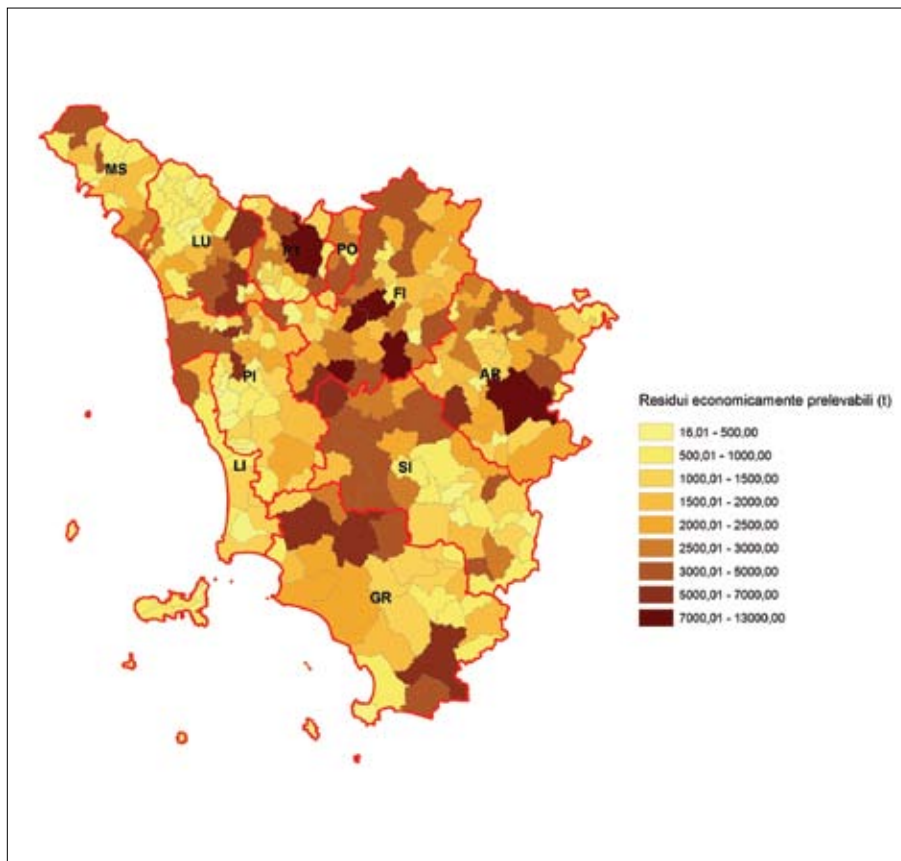 MS
LU
PT
PO
FI
AR
PI
LI
SI
GR
Residui economicamente prelevabili (t)
16,01 - 500,00
500,01 - 1000,00
1000,01 - 1500,00
1500,01 - 2000,00
2000,01 - 2500,00
2500,01 - 3000,00
3000,01 - 5000,00
5000,01 - 7000,00
7000,01 - 13000,00